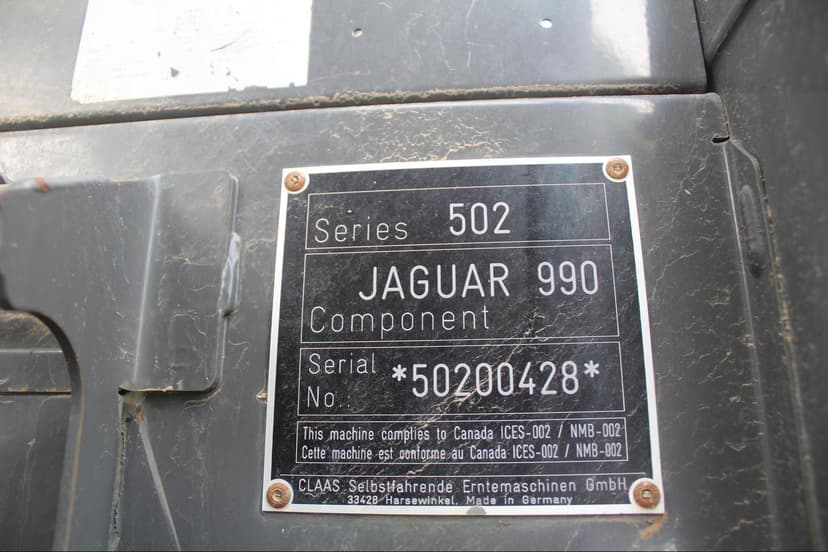 Series 502
JAGUAR 990
Component
Serial
No.: *50200428*
This machine complies to Canada ICES-002 / NMB-002
Cette machine est conforme au Canada ICES-002 / NMB-002
CLAAS Selbstfahrende Erntemaschinen GmbH
33428 Harsewinkel, Made in Germany